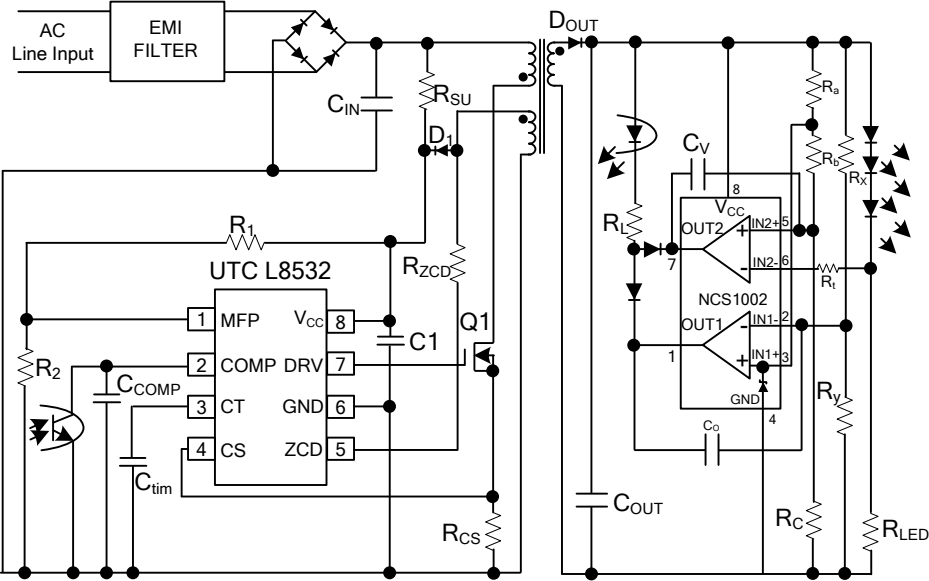 AC
Line Input
EMI
FILTER
CIN
RSU
D1
DOUT
R1
RZCD
UTC L8532
1 MFP
2 COMP
3 CT
4 CS
VCC 8
DRV 7
GND 6
ZCD 5
C1
Q1
R2
CCOMP
Ctim
RCS
COUT
RL
CV
8
VCC
OUT2
7
IN2+ 5
IN2- 6
NCS1002
OUT1
1
IN1- 2
IN1+ 3
GND
4
CO
Ra
Rb
RX
Rt
Ry
RC
RLED
+
-
-
+